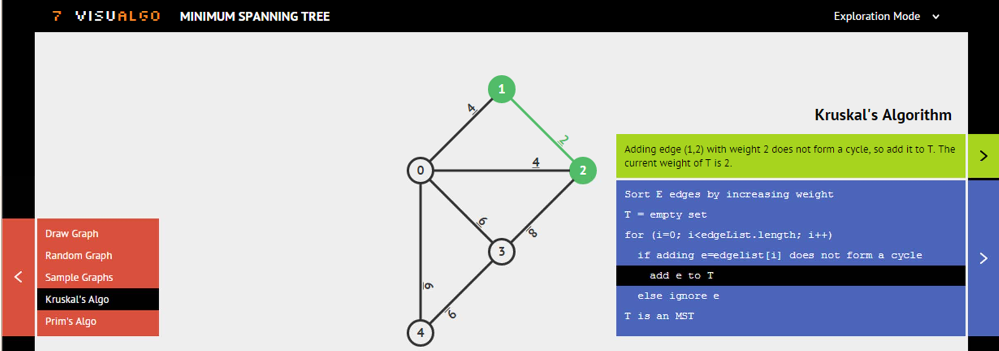 7 VISUALGO MINIMUM SPANNING TREE
Exploration Mode
1
4
2
0
4
2
Kruskal's Algorithm
Adding edge (1,2) with weight 2 does not form a cycle, so add it to T. The
current weight of T is 2.
6
8
3
6
6
4
Sort E edges by increasing weight
T = empty set
for (i=0; i<edgeList.length; i++)
if adding e=edgelist[i] does not form a cycle
add e to T
else ignore e
T is an MST
Draw Graph
Random Graph
Sample Graphs
Kruskal's Algo
Prim's Algo